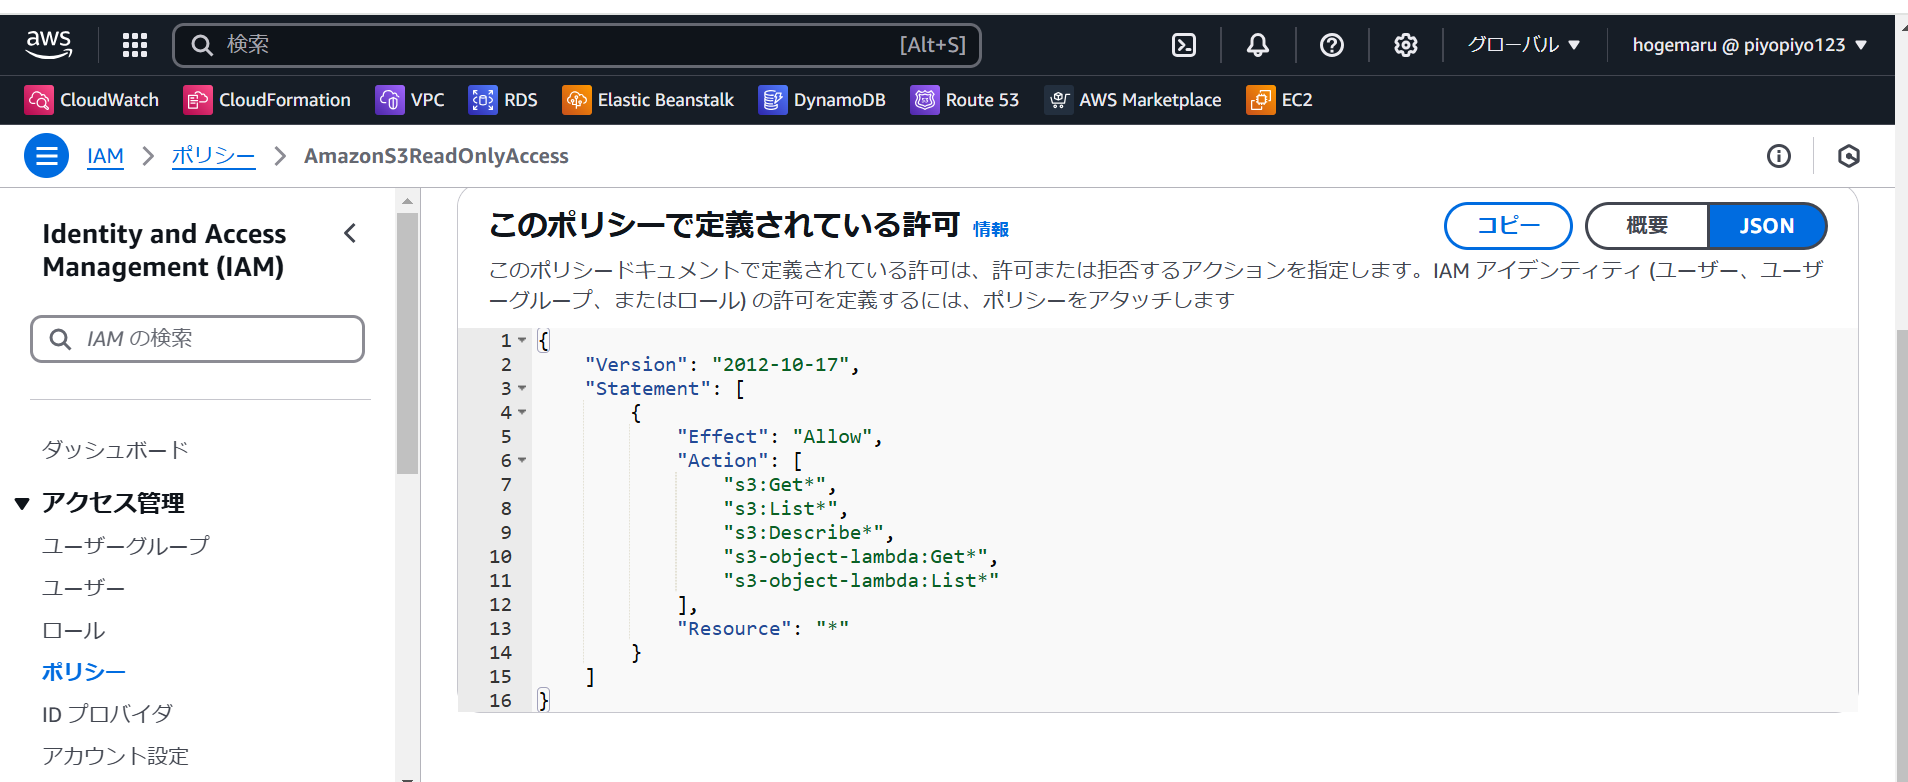 aws
検索 [Alt+S] グローバル ▼ hogemaru @ piyopiyo123 ▼
CloudWatch CloudFormation VPC RDS Elastic Beanstalk DynamoDB Route 53 AWS Marketplace EC2
IAM > ポリシー > AmazonS3ReadOnlyAccess
Identity and Access
Management (IAM)
IAM の検索
ダッシュボード
▼ アクセス管理
ユーザーグループ
ユーザー
ロール
ポリシー
ID プロバイダ
アカウント設定
このポリシーで定義されている許可 情報
コピー 概要 JSON
このポリシードキュメントで定義されている許可は、許可または拒否するアクションを指定します。IAM アイデンティティ (ユーザー、ユーザ
ーグループ、またはロール) の許可を定義するには、ポリシーをアタッチします
1 {
2 "Version": "2012-10-17",
3 "Statement": [
4 {
5 "Effect": "Allow",
6 "Action": [
7 "s3:Get*",
8 "s3:List*",
9 "s3:Describe*",
10 "s3-object-lambda:Get*",
11 "s3-object-lambda:List*"
12 ],
13 "Resource": "*"
14 }
15 ]
16 }